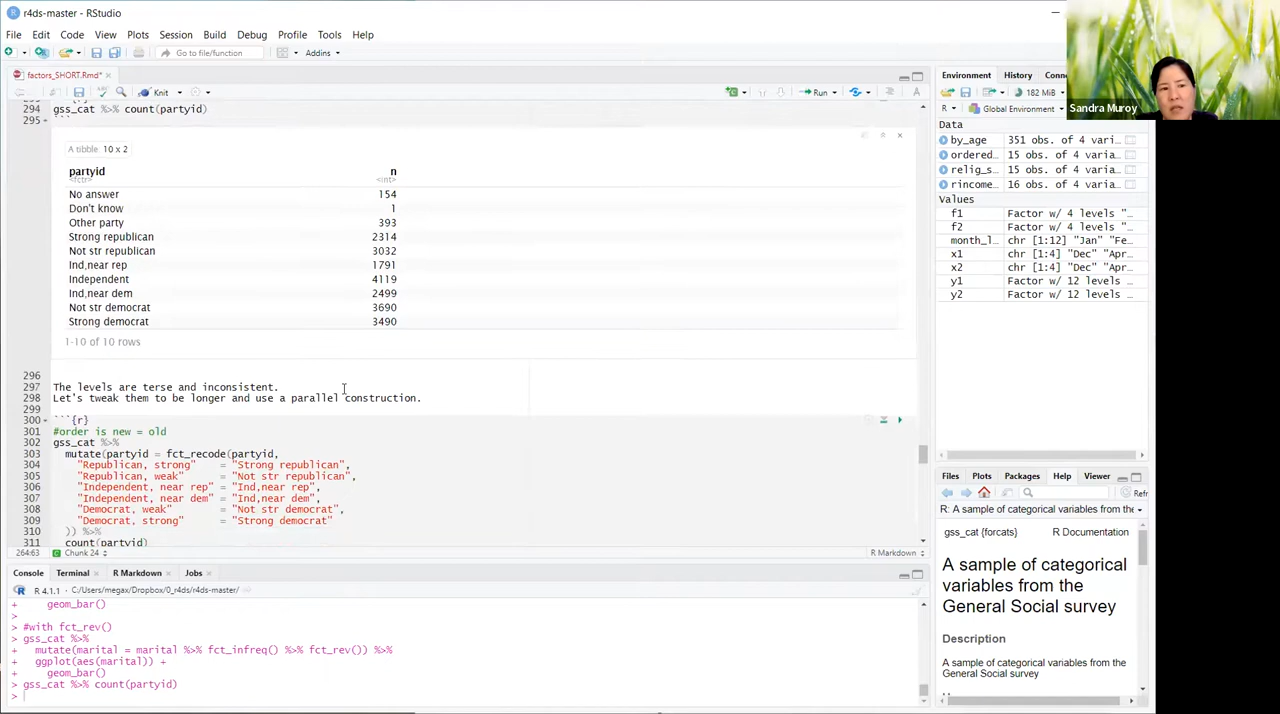 r4ds-master - RStudio
File Edit Code View Plots Session Build Debug Profile Tools Help
Go to file/function Addins
factors_SHORT.Rmd*
Knit Run
294 gss_cat %>% count(partyid)
295 ```
A tibble: 10 x 2
partyid n
<fctr> <int>
No answer 154
Don't know 1
Other party 393
Strong republican 2314
Not str republican 3032
Ind,near rep 1791
Independent 4119
Ind,near dem 2499
Not str democrat 3690
Strong democrat 3490
1-10 of 10 rows
296
297 The levels are terse and inconsistent.
298 Let's tweak them to be longer and use a parallel construction.
299
300 ```{r}
301 #order is new = old
302 gss_cat %>%
303 mutate(partyid = fct_recode(partyid,
304 "Republican, strong" = "Strong republican",
305 "Republican, weak" = "Not str republican",
306 "Independent, near rep" = "Ind,near rep",
307 "Independent, near dem" = "Ind,near dem",
308 "Democrat, weak" = "Not str democrat",
309 "Democrat, strong" = "Strong democrat"
310 )) %>%
311 count(partyid)
264:63 Chunk 24 R Markdown
Console Terminal R Markdown Jobs
R 4.1.1 · C:/Users/megax/Dropbox/0_r4ds/r4ds-master/
+ geom_bar()
>
> #with fct_rev()
> gss_cat %>%
+ mutate(marital = marital %>% fct_infreq() %>% fct_rev()) %>%
+ ggplot(aes(marital)) +
+ geom_bar()
> gss_cat %>% count(partyid)
>
Environment History Conn
182 MiB
R Global Environment
Data
by_age 351 obs. of 4 varia…
ordered… 15 obs. of 4 varia…
relig_s… 15 obs. of 4 varia…
rincome… 16 obs. of 4 varia…
Values
f1 Factor w/ 4 levels "…
f2 Factor w/ 4 levels "…
month_l… chr [1:12] "Jan" "Fe…
x1 chr [1:4] "Dec" "Apr…
x2 chr [1:4] "Dec" "Apr…
y1 Factor w/ 12 levels …
y2 Factor w/ 12 levels …
Files Plots Packages Help Viewer
Refr
R: A sample of categorical variables from the
gss_cat {forcats} R Documentation
A sample of categorical
variables from the
General Social survey
Description
A sample of categorical variables from the
General Social survey
Sandra Muroy